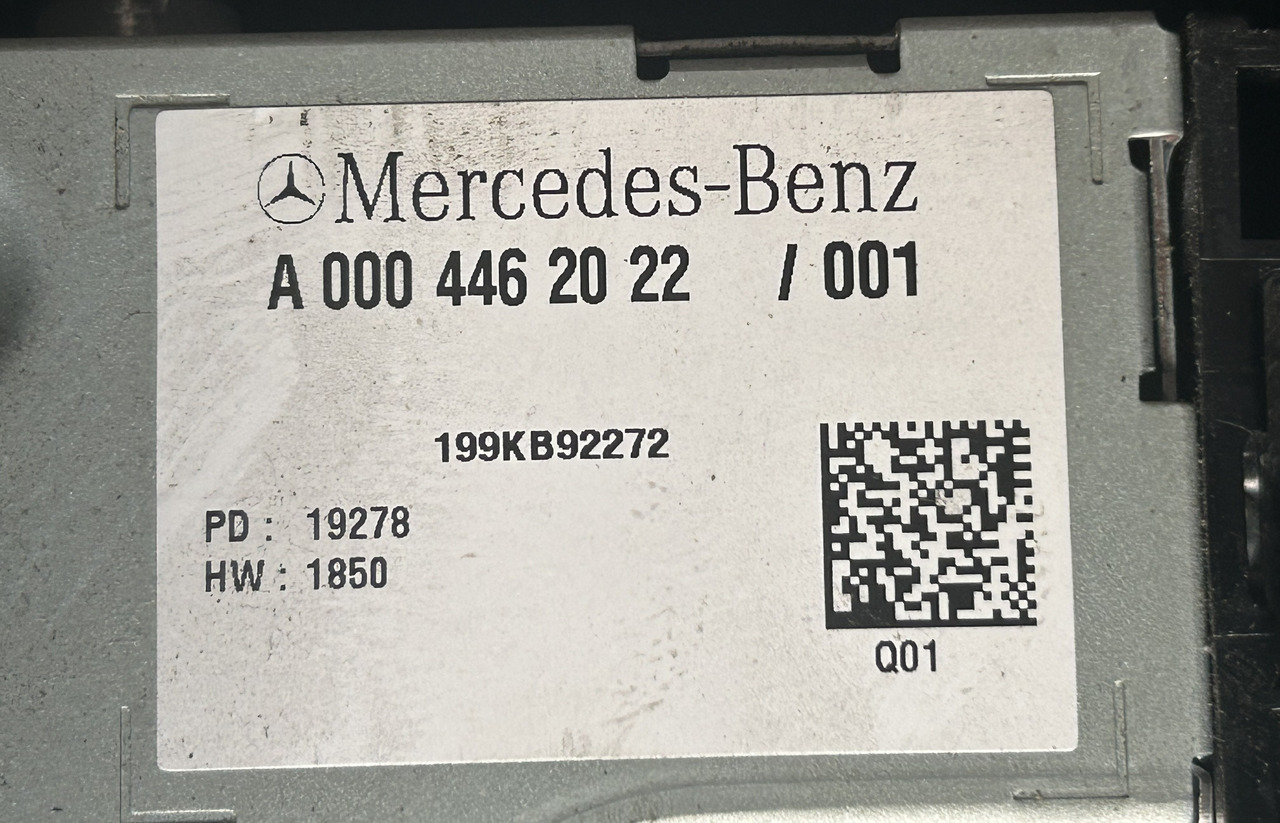 Mercedes-Benz
A 000 446 20 22 / 001
199KB92272
PD : 19278
HW : 1850
Q01